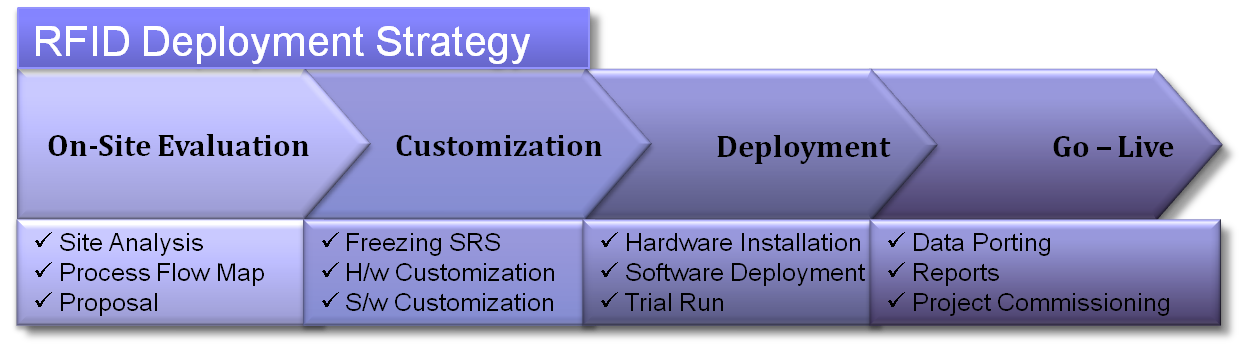 RFID Deployment Strategy
On-Site Evaluation
Customization
Deployment
Go – Live
✓ Site Analysis
✓ Process Flow Map
✓ Proposal
✓ Freezing SRS
✓ H/w Customization
✓ S/w Customization
✓ Hardware Installation
✓ Software Deployment
✓ Trial Run
✓ Data Porting
✓ Reports
✓ Project Commissioning